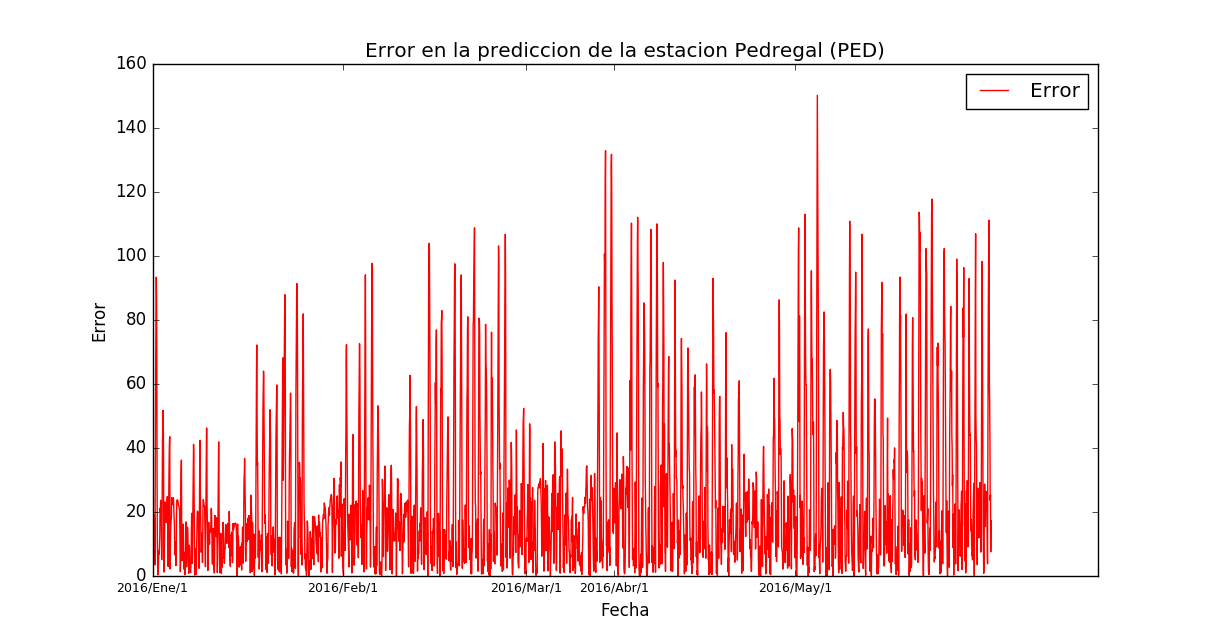 Error en la prediccion de la estacion Pedregal (PED)
Error
160
140
120
100
80
60
40
20
0
Error
2016/Ene/1 2016/Feb/1 2016/Mar/1 2016/Abr/1 2016/May/1
Fecha